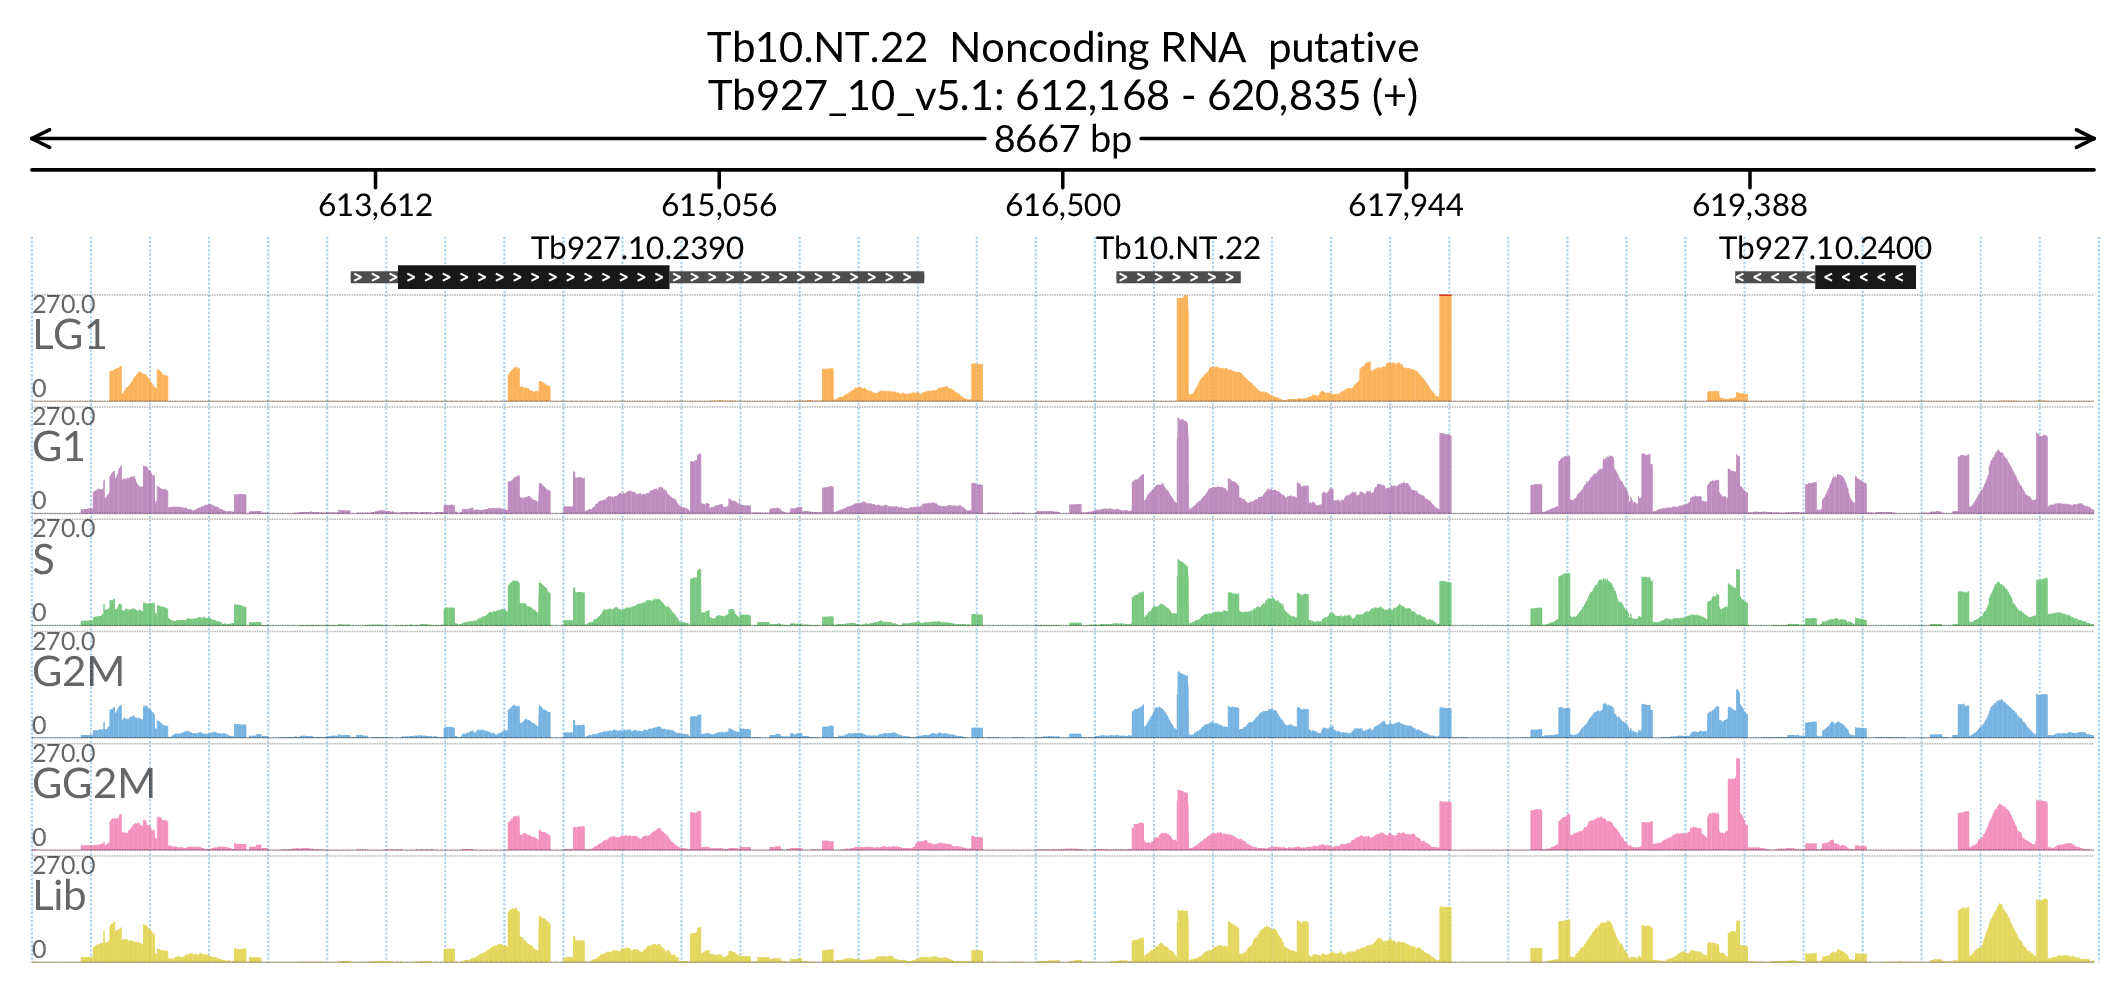 Tb10.NT.22 Noncoding RNA putative
Tb927_10_v5.1: 612,168 - 620,835 (+)
8667 bp
613,612 615,056 616,500 617,944 619,388
Tb927.10.2390 Tb10.NT.22 Tb927.10.2400
270.0
LG1
0
270.0
G1
0
270.0
S
0
270.0
G2M
0
270.0
GG2M
0
270.0
Lib
0